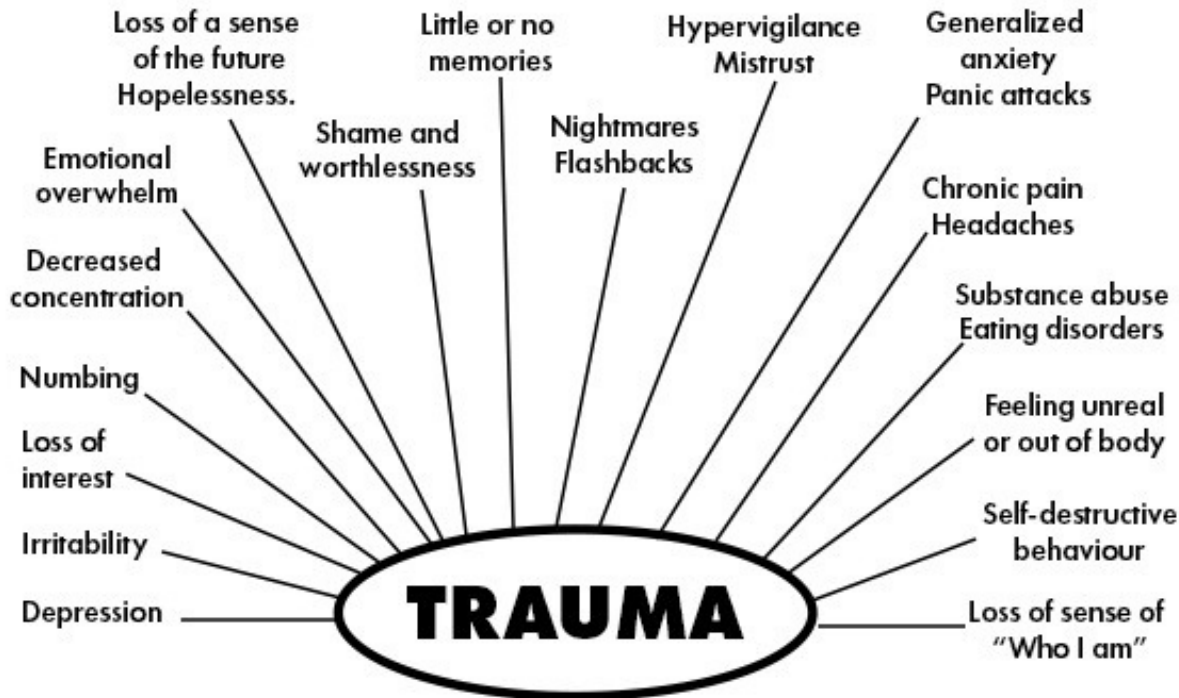 Loss of a sense
of the future
Hopelessness.
Little or no
memories
Hypervigilance
Mistrust
Generalized
anxiety
Panic attacks
Emotional
overwhelm
Shame and
worthlessness
Nightmares
Flashbacks
Chronic pain
Headaches
Decreased
concentration
Substance abuse
Eating disorders
Numbing
Feeling unreal
or out of body
Loss of
interest
Self-destructive
behaviour
Irritability
Depression
TRAUMA
Loss of sense of
“Who I am”